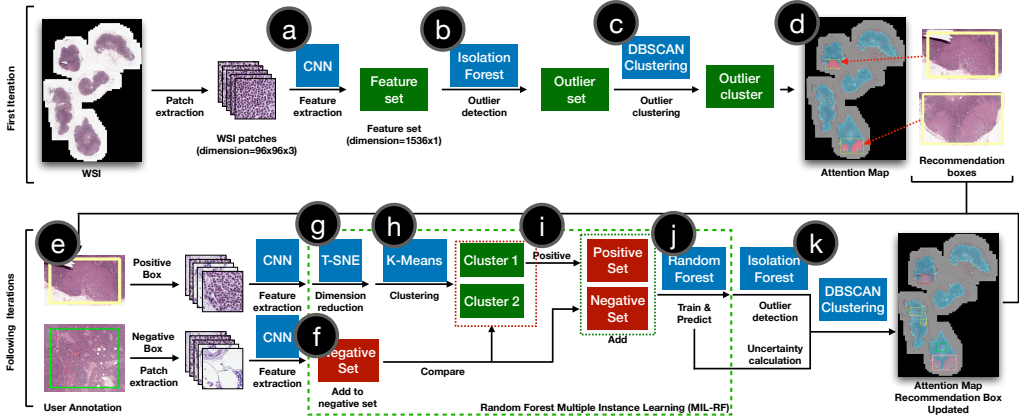 First Iteration
WSI
Patch
extraction
WSI patches
(dimension=96x96x3)
a
CNN
Feature
extraction
Feature
set
Feature set
(dimension=1536x1)
b
Isolation
Forest
Outlier
detection
Outlier
set
c
DBSCAN
Clustering
Outlier
clustering
Outlier
cluster
d
Attention Map
Recommendation
boxes
Following Iterations
e
User Annotation
Positive
Box
Negative
Box
Patch
extraction
CNN
Feature
extraction
CNN
Feature
extraction
g
T-SNE
Dimension
reduction
h
K-Means
Clustering
f
Negative
Set
Add to
negative set
Compare
Cluster 1
Cluster 2
i
Positive
Positive
Set
Negative
Set
Add
j
Random
Forest
Train &
Predict
Random Forest Multiple Instance Learning (MIL-RF)
Isolation
Forest
Outlier
detection
Uncertainty
calculation
k
DBSCAN
Clustering
Attention Map
Recommendation Box
Updated